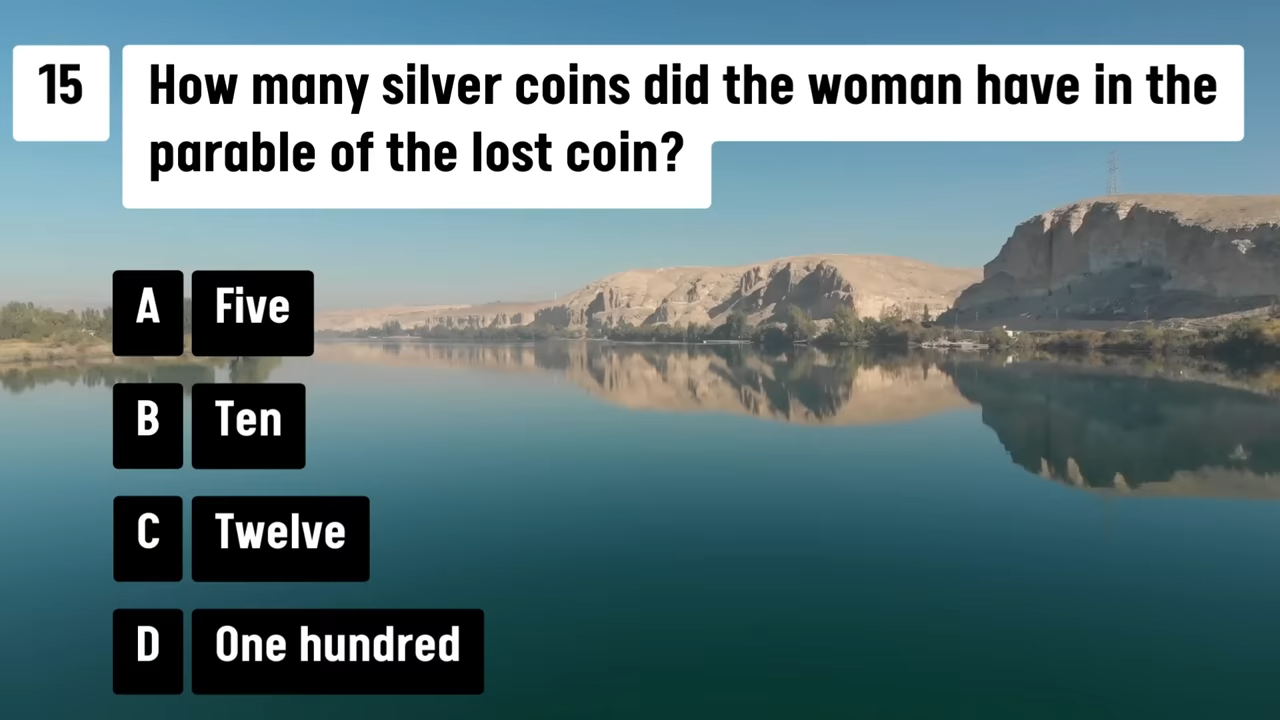 15 How many silver coins did the woman have in the
parable of the lost coin?
A Five
B Ten
C Twelve
D One hundred